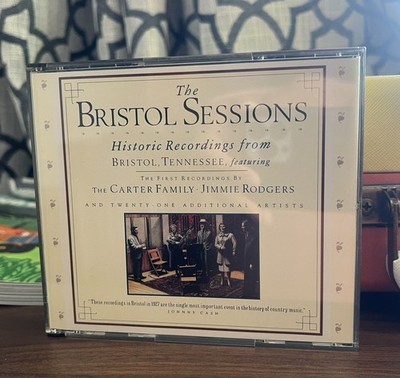 The
BRISTOL SESSIONS
Historic Recordings from
BRISTOL, TENNESSEE, featuring
THE FIRST RECORDINGS BY
THE CARTER FAMILY · JIMMIE RODGERS
AND TWENTY-ONE ADDITIONAL ARTISTS
"These recordings in Bristol in 1927 are the single most important event in the history of country music."
JOHNNY CASH